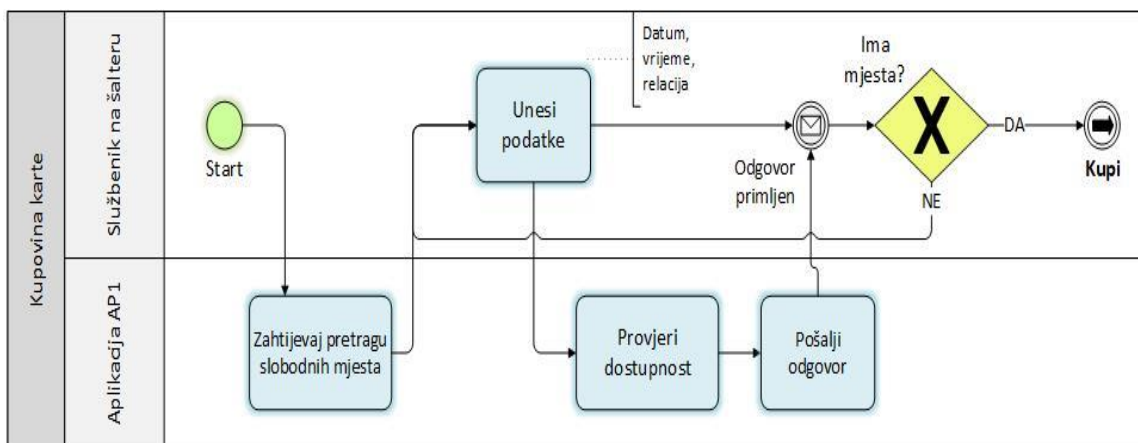 Kupovina karte
Službenik na šalteru
Start
Unesi
podatke
Datum,
vrijeme,
relacija
Odgovor
primljen
Ima
mjesta?
DA
NE
Kupi
Aplikacija AP1
Zahtijevaj pretragu
slobodnih mjesta
Provjeri
dostupnost
Pošalji
odgovor